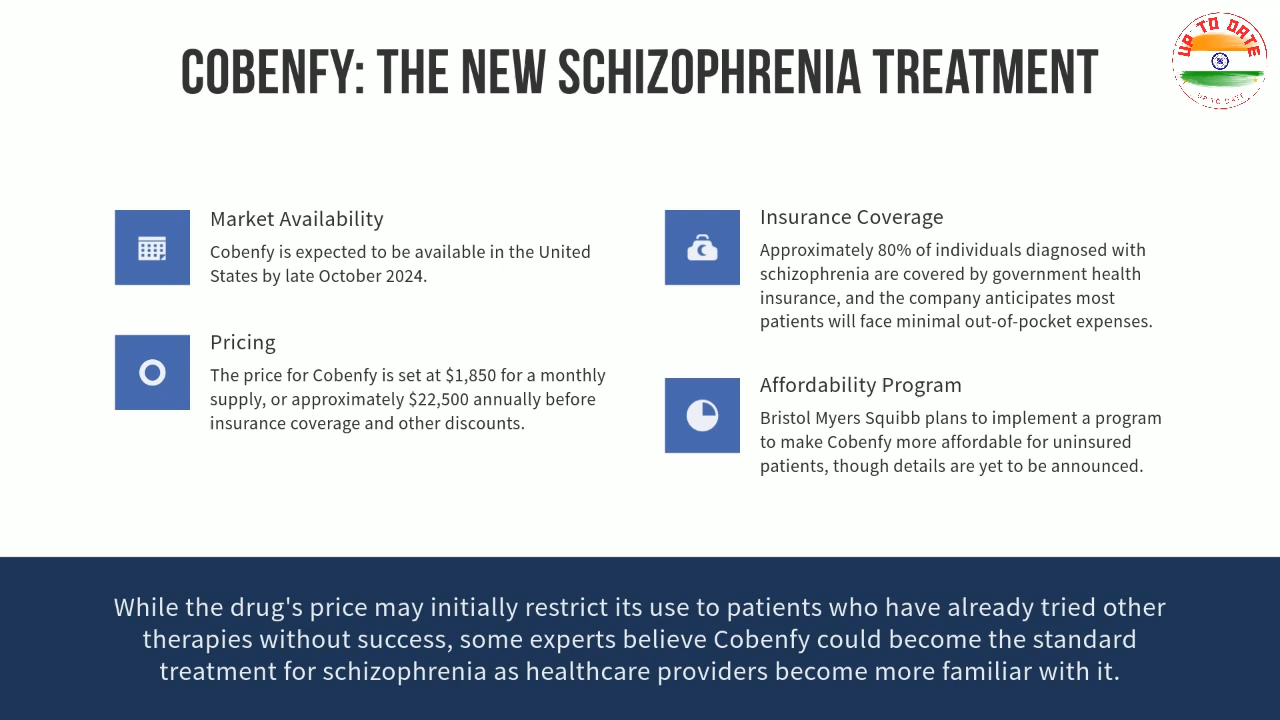 COBENFY: THE NEW SCHIZOPHRENIA TREATMENT
UP TO DATE
UP TO DATE
Market Availability
Cobenfy is expected to be available in the United
States by late October 2024.
Pricing
The price for Cobenfy is set at $1,850 for a monthly
supply, or approximately $22,500 annually before
insurance coverage and other discounts.
Insurance Coverage
Approximately 80% of individuals diagnosed with
schizophrenia are covered by government health
insurance, and the company anticipates most
patients will face minimal out-of-pocket expenses.
Affordability Program
Bristol Myers Squibb plans to implement a program
to make Cobenfy more affordable for uninsured
patients, though details are yet to be announced.
While the drug's price may initially restrict its use to patients who have already tried other
therapies without success, some experts believe Cobenfy could become the standard
treatment for schizophrenia as healthcare providers become more familiar with it.